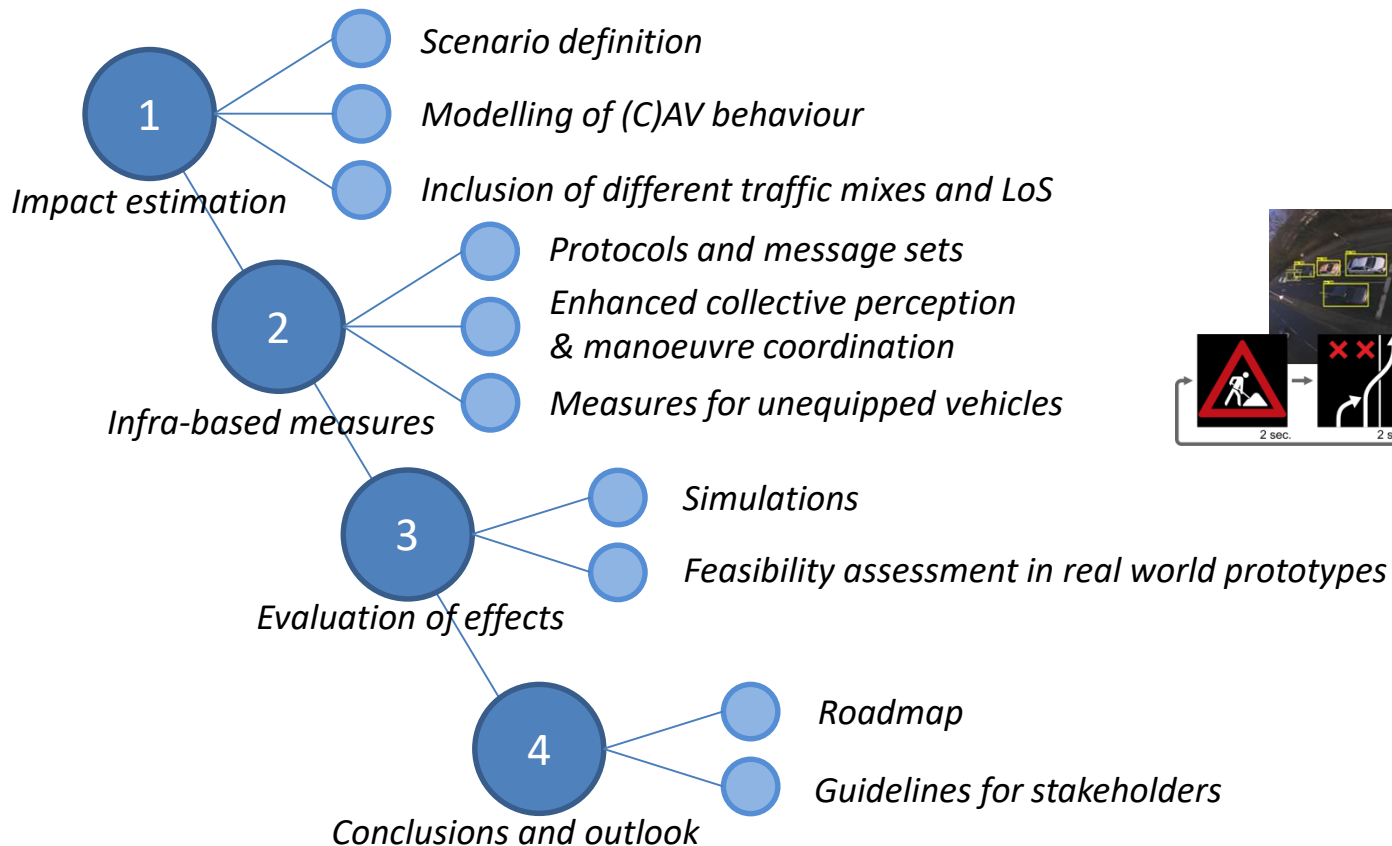 1
Scenario definition
Modelling of (C)AV behaviour
Inclusion of different traffic mixes and LoS
Impact estimation
2
Protocols and message sets
Enhanced collective perception
& manoeuvre coordination
Measures for unequipped vehicles
Infra-based measures
2 sec.
2 s
3
Simulations
Feasibility assessment in real world prototypes
Evaluation of effects
4
Roadmap
Guidelines for stakeholders
Conclusions and outlook